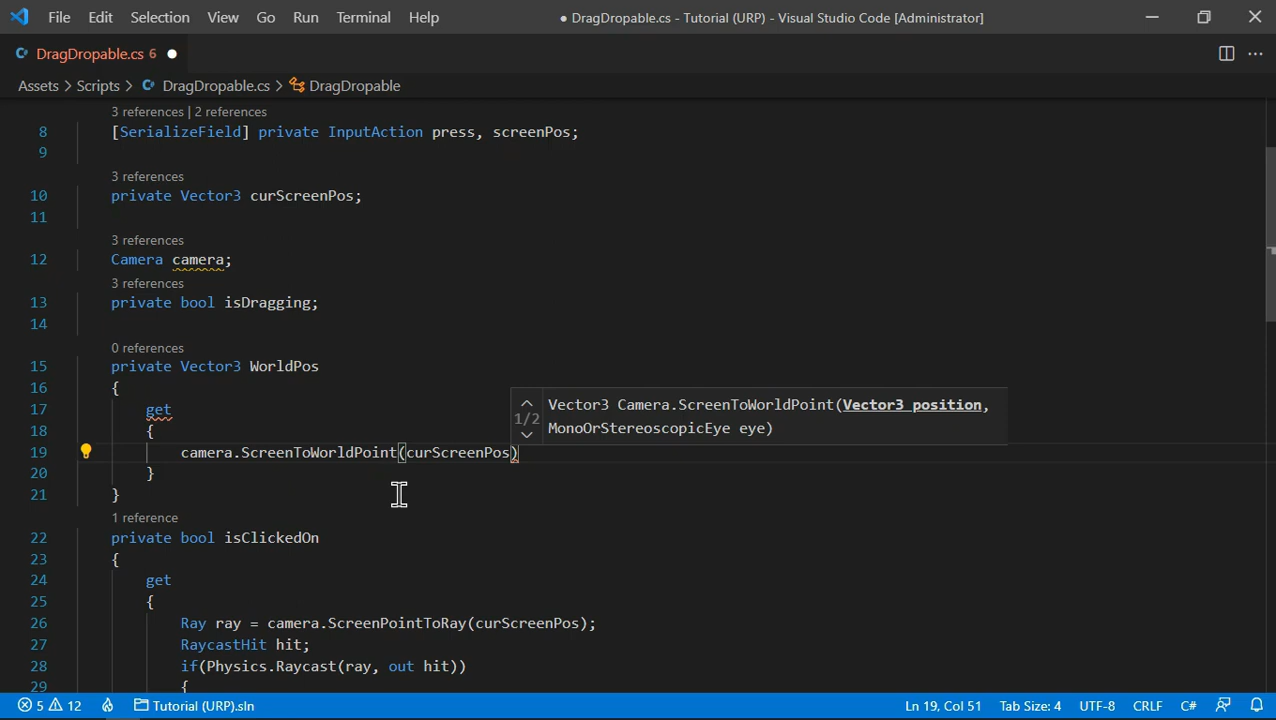 File Edit Selection View Go Run Terminal Help ● DragDropable.cs - Tutorial (URP) - Visual Studio Code [Administrator]
DragDropable.cs 6 ●
Assets > Scripts > DragDropable.cs > DragDropable
3 references | 2 references
8 [SerializeField] private InputAction press, screenPos;
9
3 references
10 private Vector3 curScreenPos;
11
3 references
12 Camera camera;
3 references
13 private bool isDragging;
14
0 references
15 private Vector3 WorldPos
16 {
17 get
18 {
19 camera.ScreenToWorldPoint(curScreenPos)
20 }
21 }
1/2 Vector3 Camera.ScreenToWorldPoint(Vector3 position,
MonoOrStereoscopicEye eye)
1 reference
22 private bool isClickedOn
23 {
24 get
25 {
26 Ray ray = camera.ScreenPointToRay(curScreenPos);
27 RaycastHit hit;
28 if(Physics.Raycast(ray, out hit))
29 {
5 12 Tutorial (URP).sln Ln 19, Col 51 Tab Size: 4 UTF-8 CRLF C#